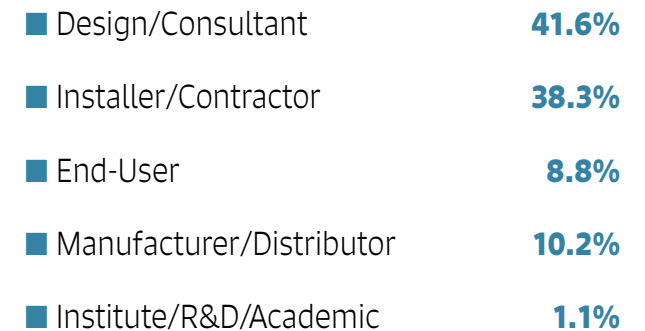 Design/Consultant 41.6%
Installer/Contractor 38.3%
End-User 8.8%
Manufacturer/Distributor 10.2%
Institute/R&D/Academic 1.1%